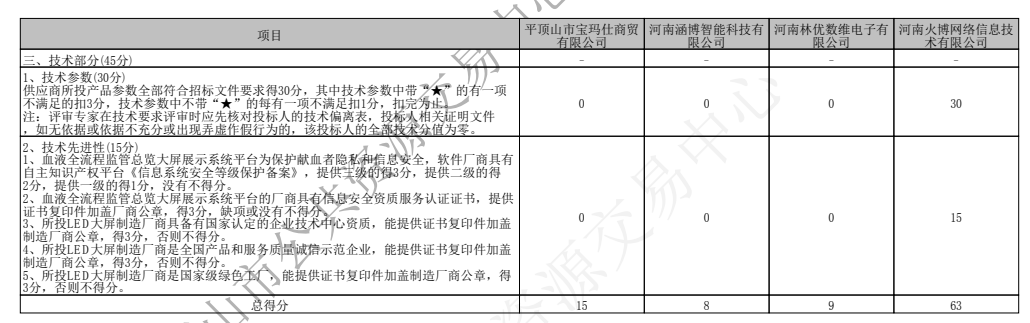 项目 平顶山市宝玛仕商贸有限公司 河南涵博智能科技有限公司 河南林优数维电子有限公司 河南火博网络信息技术有限公司
三、技术部分(45分) - - - -
1、技术参数(30分)
供应商所投产品参数全部符合招标文件要求得30分，其中技术参数中带“★”的有一项
不满足的扣3分，技术参数中不带“★”的每有一项不满足扣1分，扣完为止。
注：评审专家在技术要求评审时应先核对投标人的技术偏离表，投标人相关证明文件
，如无依据或依据不充分或出现弄虚作假行为的，该投标人的全部技术分值为零。
0 0 0 30
2、技术先进性(15分)
1、血液全流程监管总览大屏展示系统平台为保护献血者隐私和信息安全，软件厂商具有
自主知识产权平台《信息系统安全等级保护备案》，提供三级的得3分，提供二级的得
2分，提供一级的得1分，没有不得分。
2、血液全流程监管总览大屏展示系统平台的厂商具有信息安全资质服务认证证书，提供
证书复印件加盖厂商公章，得3分，缺项或没有不得分。
3、所投LED大屏制造厂商具备有国家认定的企业技术中心资质，能提供证书复印件加盖
制造厂商公章，得3分，否则不得分。
4、所投LED大屏制造厂商是全国产品和服务质量诚信示范企业，能提供证书复印件加盖
制造厂商公章，得3分，否则不得分。
5、所投LED大屏制造厂商是国家级绿色工厂，能提供证书复印件加盖制造厂商公章，得
3分，否则不得分。
0 0 0 15
总得分 15 8 9 63